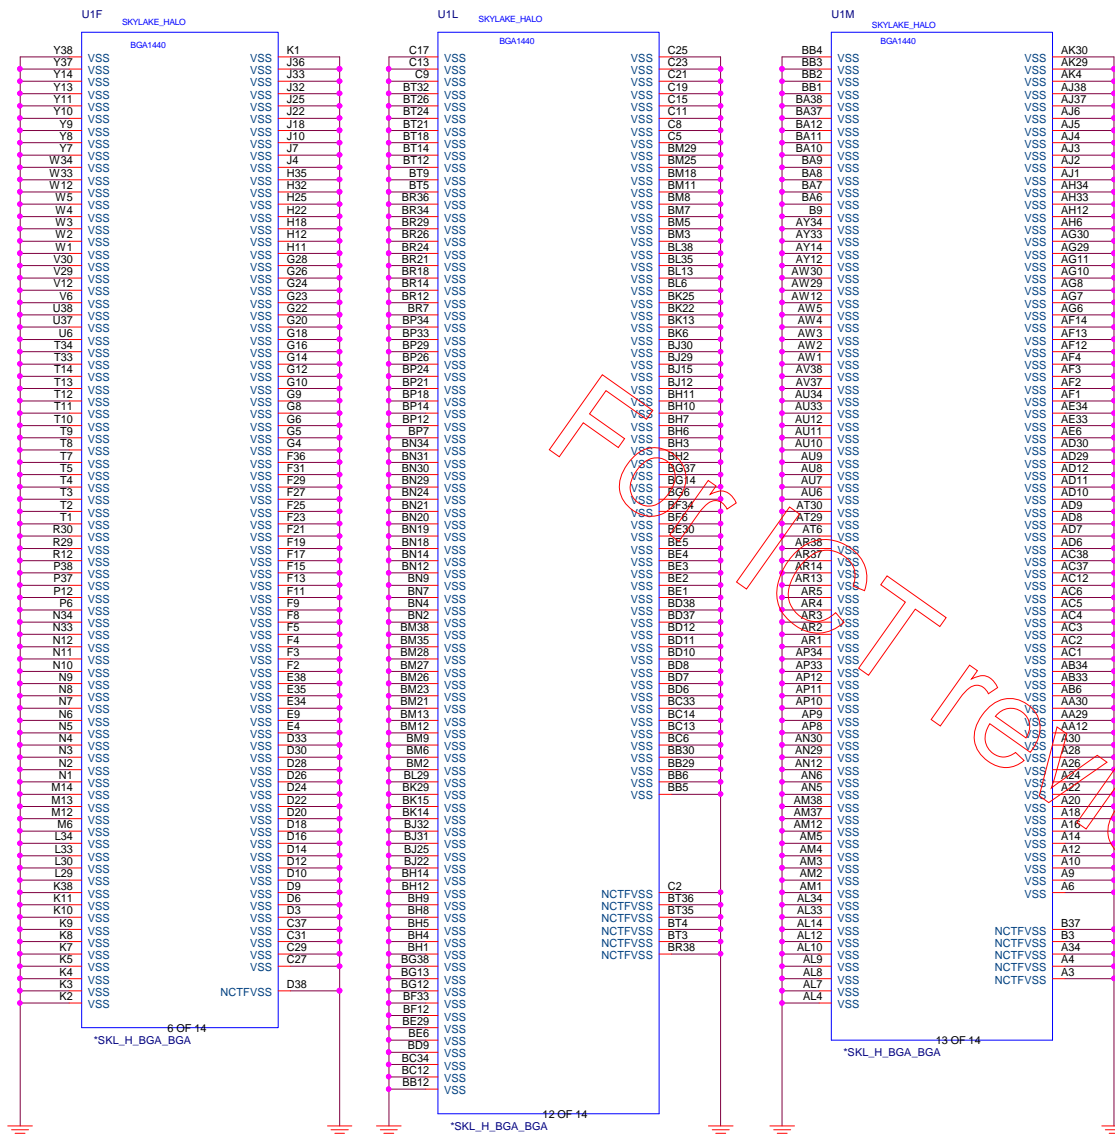 U1F
SKYLAKE_HALO
BGA1440
Y38 VSS VSS K1
Y37 VSS VSS J36
Y14 VSS VSS J33
Y13 VSS VSS J32
Y11 VSS VSS J25
Y10 VSS VSS J22
Y9 VSS VSS J18
Y8 VSS VSS J10
Y7 VSS VSS J7
W34 VSS VSS J4
W33 VSS VSS H35
W12 VSS VSS H32
W5 VSS VSS H25
W4 VSS VSS H22
W3 VSS VSS H18
W2 VSS VSS H12
W1 VSS VSS H11
V30 VSS VSS G28
V29 VSS VSS G26
V12 VSS VSS G24
V6 VSS VSS G23
U38 VSS VSS G22
U37 VSS VSS G20
U6 VSS VSS G18
T34 VSS VSS G16
T33 VSS VSS G14
T14 VSS VSS G12
T13 VSS VSS G10
T12 VSS VSS G9
T11 VSS VSS G8
T10 VSS VSS G6
T9 VSS VSS G5
T8 VSS VSS G4
T7 VSS VSS F36
T5 VSS VSS F31
T4 VSS VSS F29
T3 VSS VSS F27
T2 VSS VSS F25
T1 VSS VSS F23
R30 VSS VSS F21
R29 VSS VSS F19
R12 VSS VSS F17
P38 VSS VSS F15
P37 VSS VSS F13
P12 VSS VSS F11
P6 VSS VSS F9
N34 VSS VSS F8
N33 VSS VSS F5
N12 VSS VSS F4
N11 VSS VSS F3
N10 VSS VSS F2
N9 VSS VSS E38
N8 VSS VSS E35
N7 VSS VSS E34
N6 VSS VSS E9
N5 VSS VSS E4
N4 VSS VSS D33
N3 VSS VSS D30
N2 VSS VSS D28
N1 VSS VSS D26
M14 VSS VSS D24
M13 VSS VSS D22
M12 VSS VSS D20
M6 VSS VSS D18
L34 VSS VSS D16
L33 VSS VSS D14
L30 VSS VSS D12
L29 VSS VSS D10
K38 VSS VSS D9
K11 VSS VSS D6
K10 VSS VSS D3
K9 VSS VSS C37
K8 VSS VSS C31
K7 VSS VSS C29
K5 VSS VSS C27
K4 VSS
K3 VSS NCTFVSS D38
K2 VSS
6 OF 14
*SKL_H_BGA_BGA
U1L
SKYLAKE_HALO
BGA1440
C17 VSS VSS C25
C13 VSS VSS C23
C9 VSS VSS C21
BT32 VSS VSS C19
BT26 VSS VSS C15
BT24 VSS VSS C11
BT21 VSS VSS C8
BT18 VSS VSS C5
BT14 VSS VSS BM29
BT12 VSS VSS BM25
BT9 VSS VSS BM18
BT5 VSS VSS BM11
BR36 VSS VSS BM8
BR34 VSS VSS BM7
BR29 VSS VSS BM5
BR26 VSS VSS BM3
BR24 VSS VSS BL38
BR21 VSS VSS BL35
BR18 VSS VSS BL13
BR14 VSS VSS BL6
BR12 VSS VSS BK25
BR7 VSS VSS BK22
BP34 VSS VSS BK13
BP33 VSS VSS BK6
BP29 VSS VSS BJ30
BP26 VSS VSS BJ29
BP24 VSS VSS BJ15
BP21 VSS VSS BJ12
BP18 VSS VSS BH11
BP14 VSS VSS BH10
BP12 VSS VSS BH7
BP7 VSS VSS BH6
BN34 VSS VSS BH3
BN31 VSS VSS BH2
BN30 VSS VSS BG37
BN29 VSS VSS BG14
BN24 VSS VSS BG6
BN21 VSS VSS BF34
BN20 VSS VSS BF6
BN19 VSS VSS BE30
BN18 VSS VSS BE5
BN14 VSS VSS BE4
BN12 VSS VSS BE3
BN9 VSS VSS BE2
BN7 VSS VSS BE1
BN4 VSS VSS BD38
BN2 VSS VSS BD37
BM38 VSS VSS BD12
BM35 VSS VSS BD11
BM28 VSS VSS BD10
BM27 VSS VSS BD8
BM26 VSS VSS BD7
BM23 VSS VSS BD6
BM21 VSS VSS BC33
BM13 VSS VSS BC14
BM12 VSS VSS BC13
BM9 VSS VSS BC6
BM6 VSS VSS BB30
BM2 VSS VSS BB29
BL29 VSS VSS BB6
BK29 VSS VSS BB5
BK15 VSS
BK14 VSS
BJ32 VSS
BJ31 VSS
BJ25 VSS
BJ22 VSS
BH14 VSS
BH12 VSS NCTFVSS C2
BH9 VSS NCTFVSS BT36
BH8 VSS NCTFVSS BT35
BH5 VSS NCTFVSS BT4
BH4 VSS NCTFVSS BT3
BH1 VSS NCTFVSS BR38
BG38 VSS
BG13 VSS
BG12 VSS
BF33 VSS
BF12 VSS
BE29 VSS
BE6 VSS
BD9 VSS
BC34 VSS
BC12 VSS
BB12 VSS
12 OF 14
*SKL_H_BGA_BGA
U1M
SKYLAKE_HALO
BGA1440
BB4 VSS VSS AK30
BB3 VSS VSS AK29
BB2 VSS VSS AK4
BB1 VSS VSS AJ38
BA38 VSS VSS AJ37
BA37 VSS VSS AJ6
BA12 VSS VSS AJ5
BA11 VSS VSS AJ4
BA10 VSS VSS AJ3
BA9 VSS VSS AJ2
BA8 VSS VSS AJ1
BA7 VSS VSS AH34
BA6 VSS VSS AH33
B9 VSS VSS AH12
AY34 VSS VSS AH6
AY33 VSS VSS AG30
AY14 VSS VSS AG29
AY12 VSS VSS AG11
AW30 VSS VSS AG10
AW29 VSS VSS AG8
AW12 VSS VSS AG7
AW5 VSS VSS AG6
AW4 VSS VSS AF14
AW3 VSS VSS AF13
AW2 VSS VSS AF12
AW1 VSS VSS AF4
AV38 VSS VSS AF3
AV37 VSS VSS AF2
AU34 VSS VSS AF1
AU33 VSS VSS AE34
AU12 VSS VSS AE33
AU11 VSS VSS AE6
AU10 VSS VSS AD30
AU9 VSS VSS AD29
AU8 VSS VSS AD12
AU7 VSS VSS AD11
AU6 VSS VSS AD10
AT30 VSS VSS AD9
AT29 VSS VSS AD8
AT6 VSS VSS AD7
AR38 VSS VSS AD6
AR37 VSS VSS AC38
AR14 VSS VSS AC37
AR13 VSS VSS AC12
AR5 VSS VSS AC6
AR4 VSS VSS AC5
AR3 VSS VSS AC4
AR2 VSS VSS AC3
AR1 VSS VSS AC2
AP34 VSS VSS AC1
AP33 VSS VSS AB34
AP12 VSS VSS AB33
AP11 VSS VSS AB6
AP10 VSS VSS AA30
AP9 VSS VSS AA29
AP8 VSS VSS AA12
AN30 VSS VSS A30
AN29 VSS VSS A28
AN12 VSS VSS A26
AN6 VSS VSS A24
AN5 VSS VSS A22
AM38 VSS VSS A20
AM37 VSS VSS A18
AM12 VSS VSS A16
AM5 VSS VSS A14
AM4 VSS VSS A12
AM3 VSS VSS A10
AM2 VSS VSS A9
AM1 VSS VSS A6
AL34 VSS
AL33 VSS
AL14 VSS NCTFVSS B37
AL12 VSS NCTFVSS B3
AL10 VSS NCTFVSS A34
AL9 VSS NCTFVSS A4
AL8 VSS NCTFVSS A3
AL7 VSS
AL4 VSS
13 OF 14
*SKL_H_BGA_BGA
For ICT